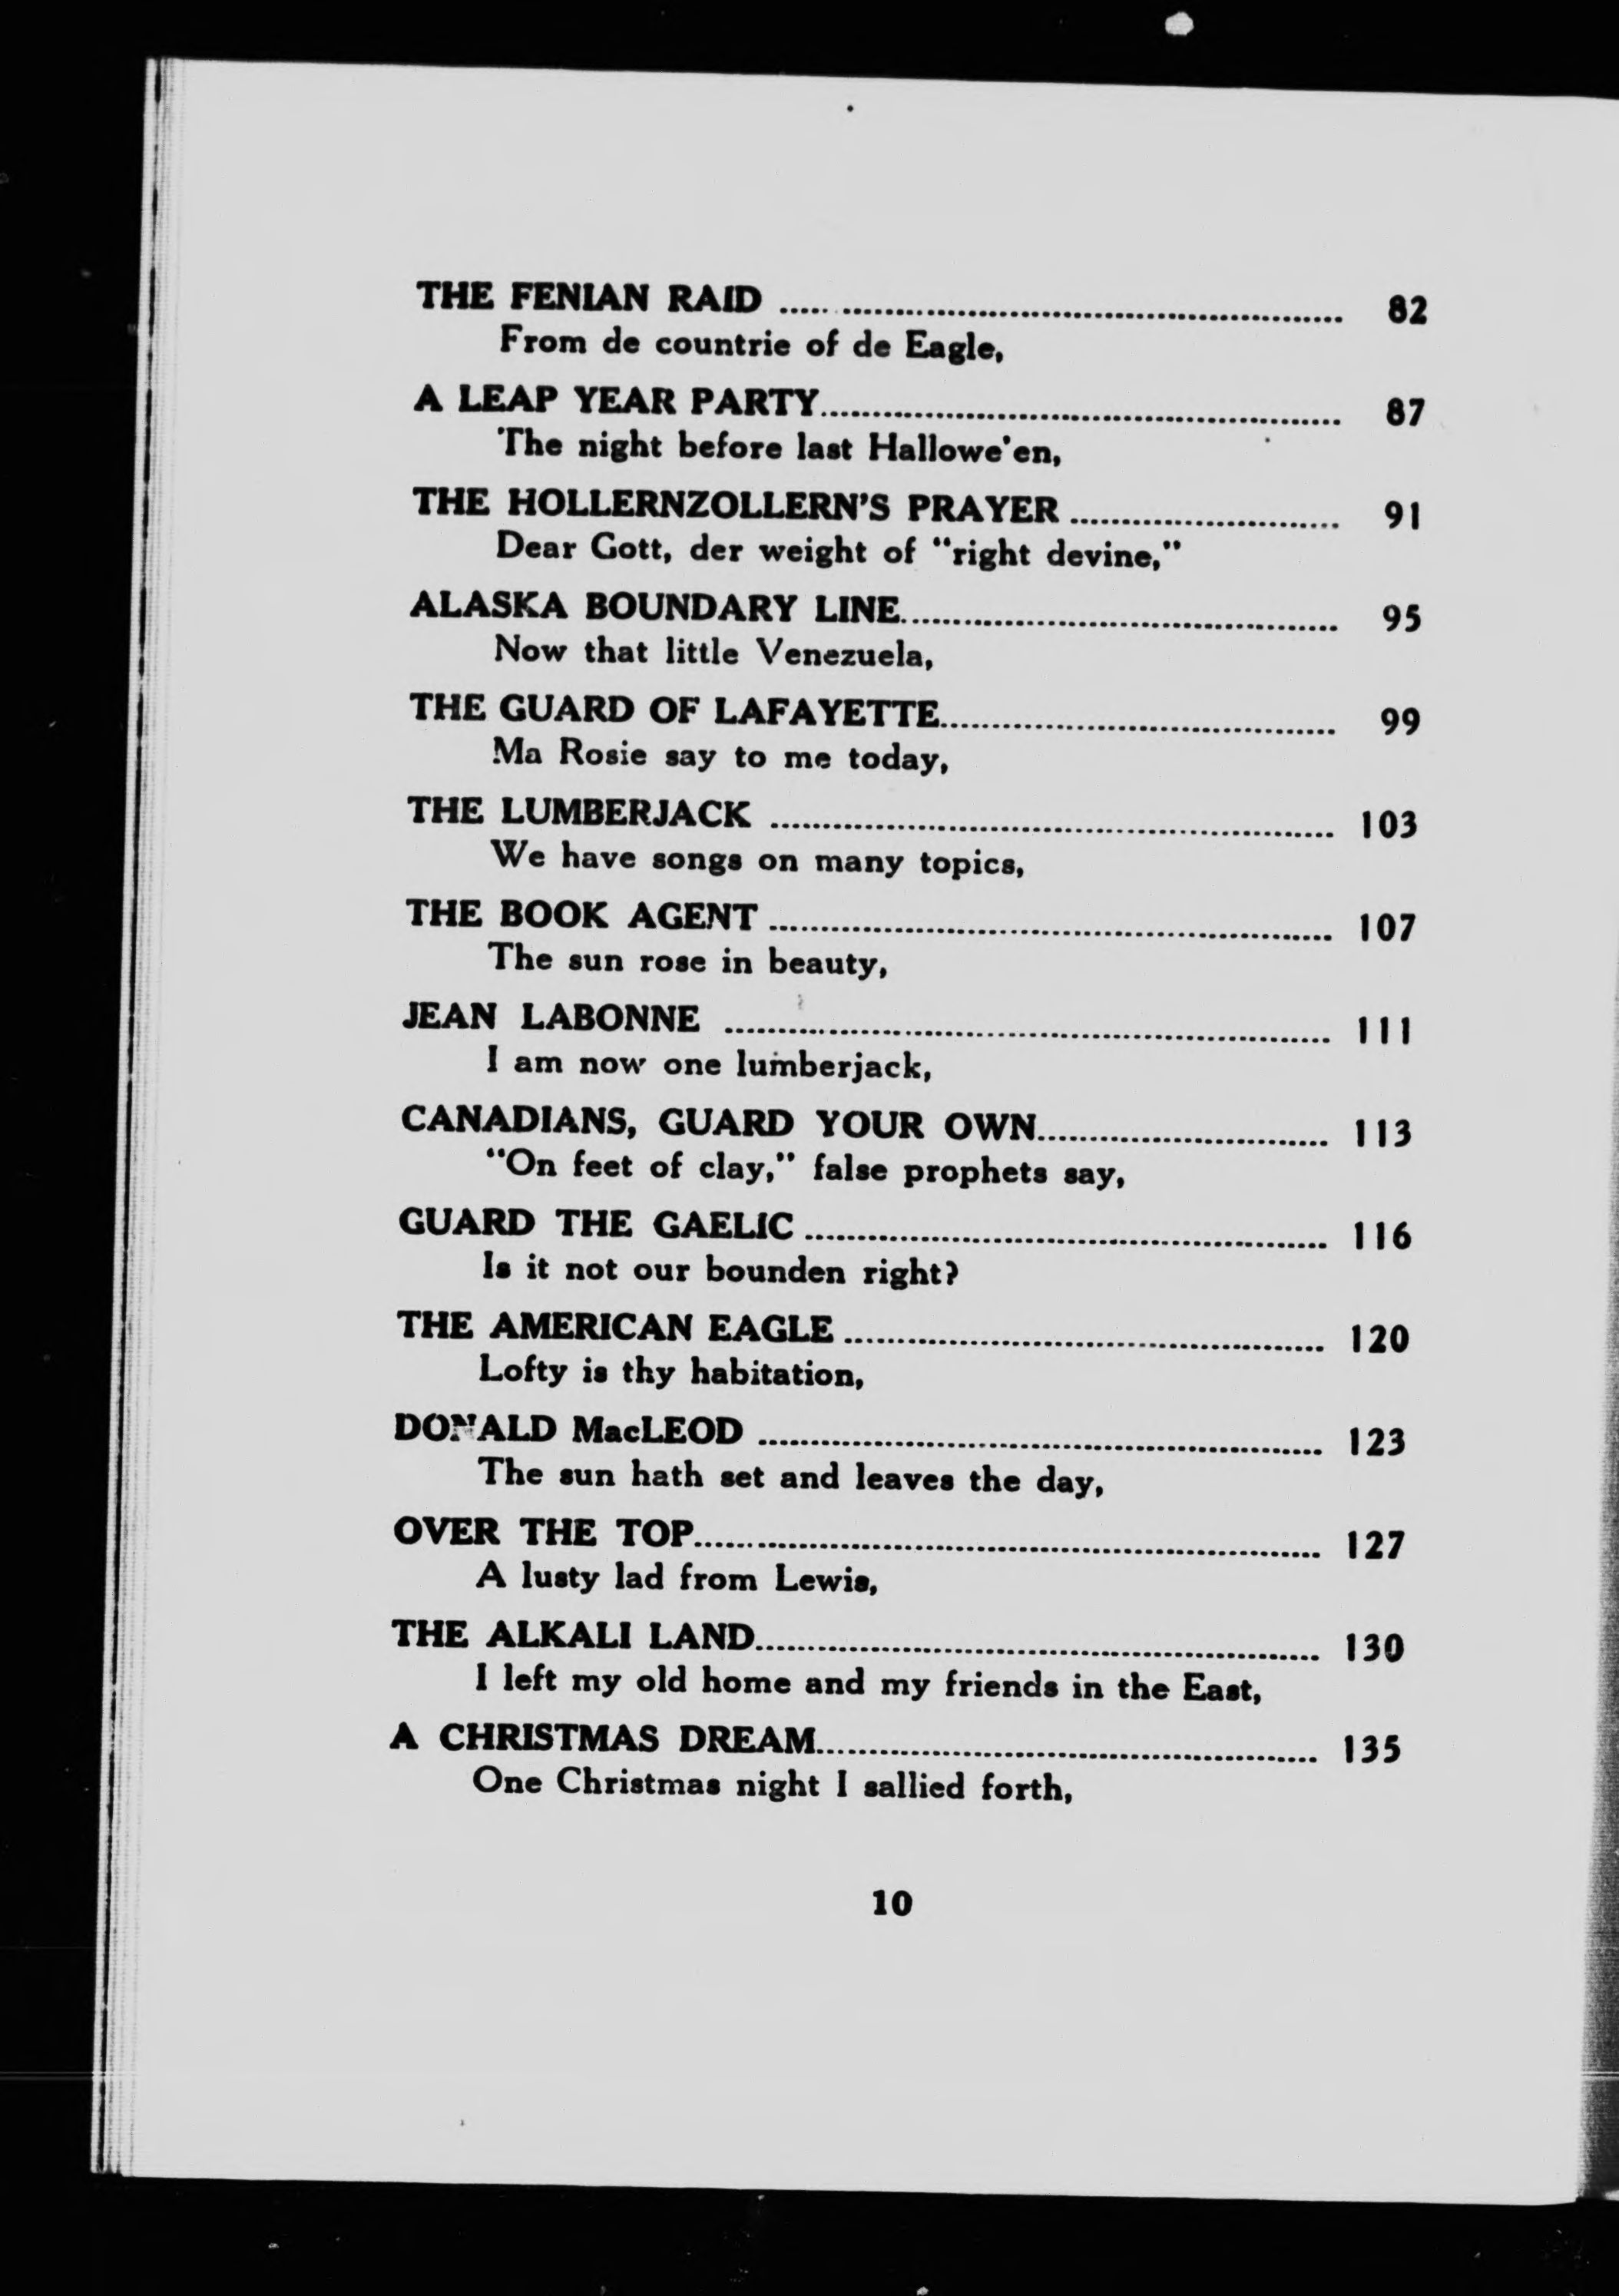 THE FENIAN RAID ........................................ 82
From de countrie of de Eagle,
A LEAP YEAR PARTY........................................ 87
The night before last Hallowe'en,
THE HOLLERNZOLLERN'S PRAYER ........................................ 91
Dear Gott, der weight of "right devine,"
ALASKA BOUNDARY LINE........................................ 95
Now that little Venezuela,
THE GUARD OF LAFAYETTE........................................ 99
Ma Rosie say to me today,
THE LUMBERJACK ........................................ 103
We have songs on many topics,
THE BOOK AGENT ........................................ 107
The sun rose in beauty,
JEAN LABONNE ........................................ 111
I am now one lumberjack,
CANADIANS, GUARD YOUR OWN........................................ 113
"On feet of clay," false prophets say,
GUARD THE GAELIC ........................................ 116
Is it not our bounden right?
THE AMERICAN EAGLE ........................................ 120
Lofty is thy habitation,
DONALD MacLEOD ........................................ 123
The sun hath set and leaves the day,
OVER THE TOP........................................ 127
A lusty lad from Lewis,
THE ALKALI LAND........................................ 130
I left my old home and my friends in the East,
A CHRISTMAS DREAM........................................ 135
One Christmas night I sallied forth,
10